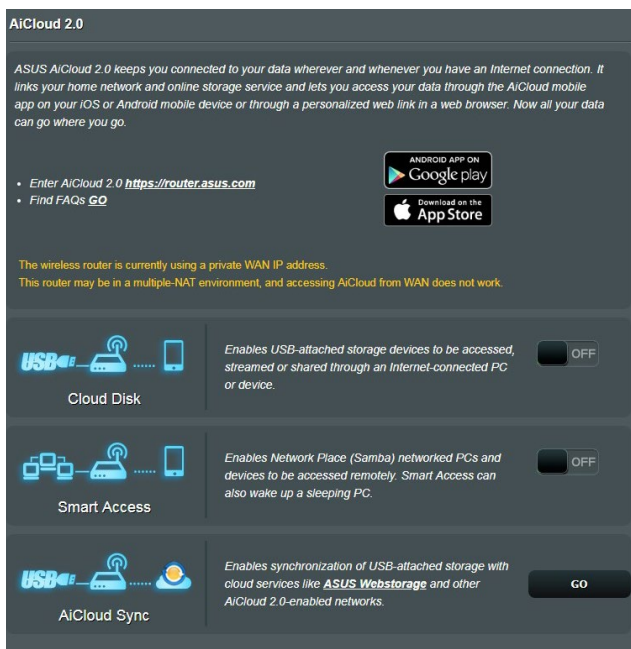 AiCloud 2.0
ASUS AiCloud 2.0 keeps you connected to your data wherever and whenever you have an Internet connection. It
links your home network and online storage service and lets you access your data through the AiCloud mobile
app on your iOS or Android mobile device or through a personalized web link in a web browser. Now all your data
can go where you go.
ANDROID APP ON
Google play
• Enter AiCloud 2.0 https://router.asus.com
• Find FAQs GO
Download on the
App Store
The wireless router is currently using a private WAN IP address.
This router may be in a multiple-NAT environment, and accessing AiCloud from WAN does not work.
USB
Cloud Disk
Enables USB-attached storage devices to be accessed,
streamed or shared through an Internet-connected PC
or device.
OFF
Smart Access
Enables Network Place (Samba) networked PCs and
devices to be accessed remotely. Smart Access can
also wake up a sleeping PC.
OFF
USB
AiCloud Sync
Enables synchronization of USB-attached storage with
cloud services like ASUS Webstorage and other
AiCloud 2.0-enabled networks.
GO